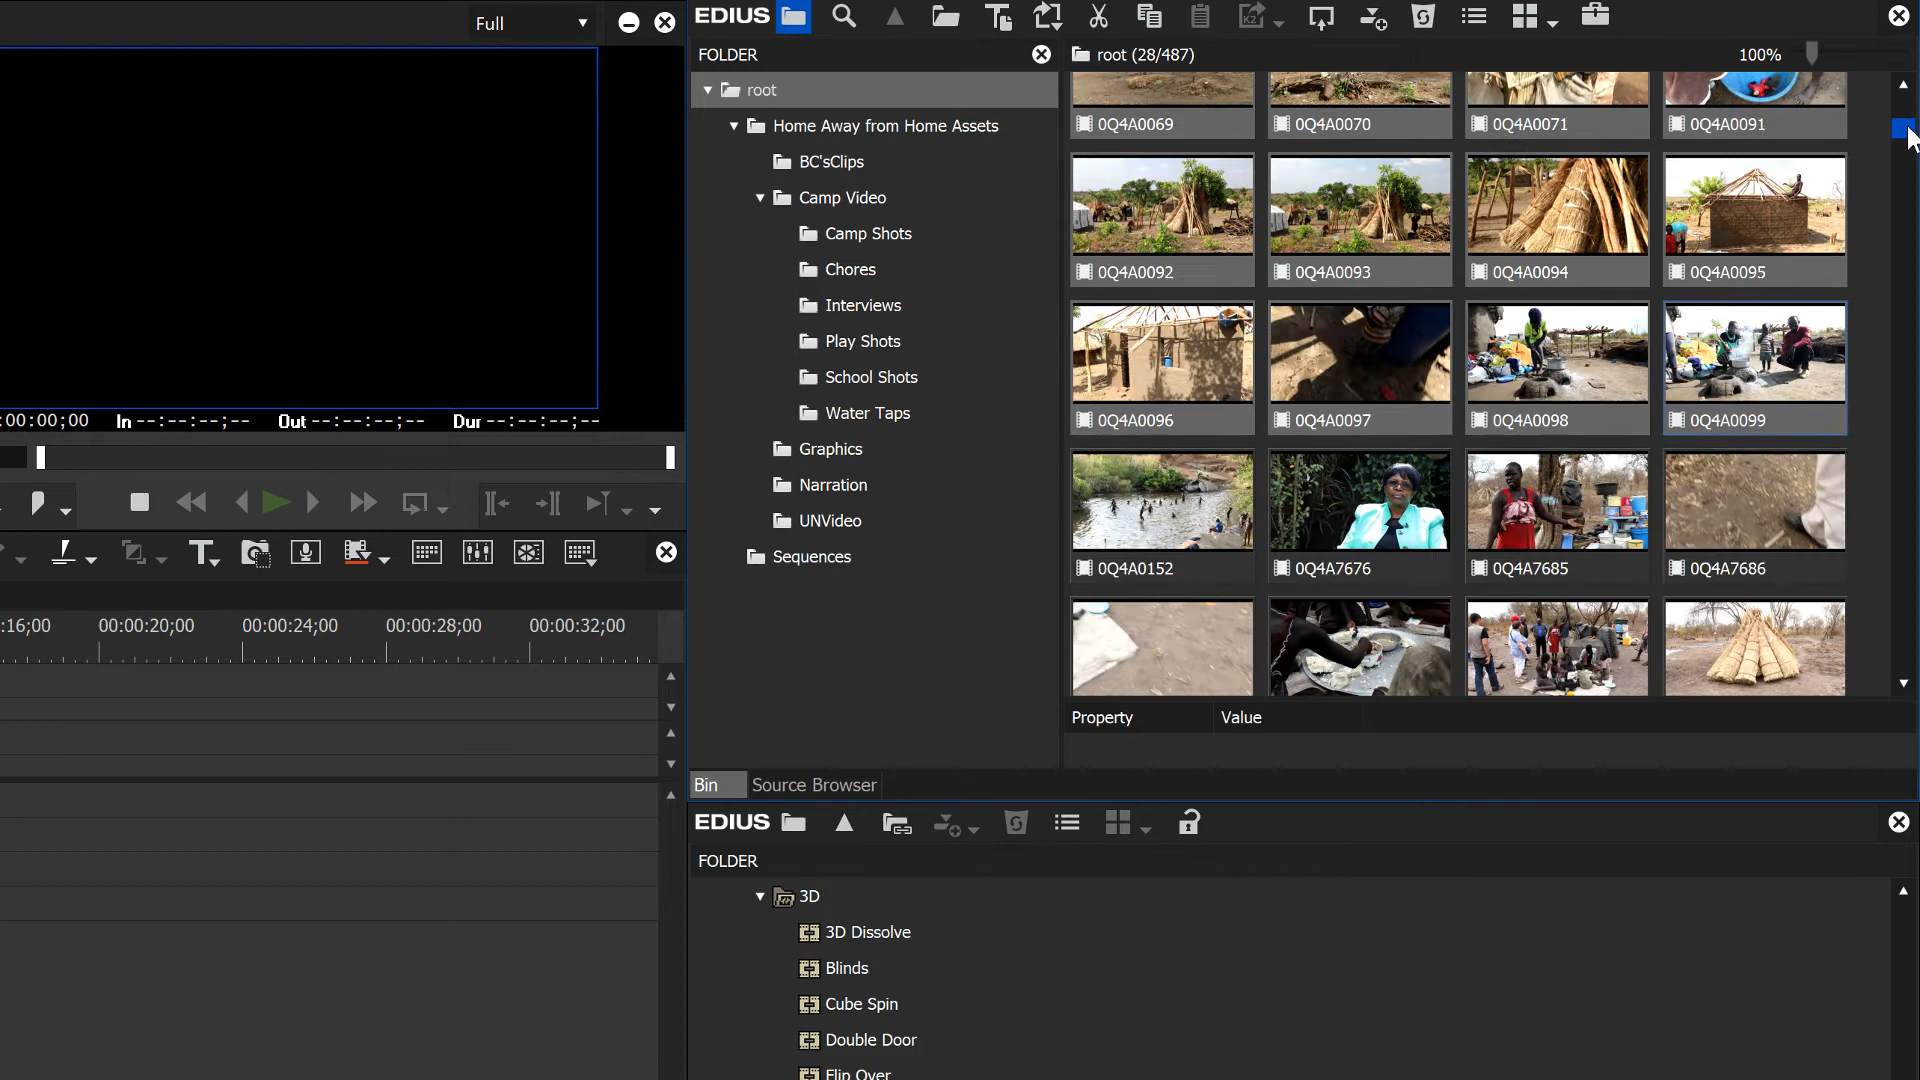 Full
00:00:00
In --:--:--;--
Out --:--:--;--
Dur --:--:--;--
:16;00
00:00:20;00
00:00:24;00
00:00:28;00
00:00:32;00
EDIUS
K2
FOLDER
root
Home Away from Home Assets
BC'sClips
Camp Video
Camp Shots
Chores
Interviews
Play Shots
School Shots
Water Taps
Graphics
Narration
UNVideo
Sequences
root (28/487)
100%
0Q4A0069
0Q4A0070
0Q4A0071
0Q4A0091
0Q4A0092
0Q4A0093
0Q4A0094
0Q4A0095
0Q4A0096
0Q4A0097
0Q4A0098
0Q4A0099
0Q4A0152
0Q4A7676
0Q4A7685
0Q4A7686
Property
Value
Bin
Source Browser
EDIUS
FOLDER
3D
3D Dissolve
Blinds
Cube Spin
Double Door
Flip Over